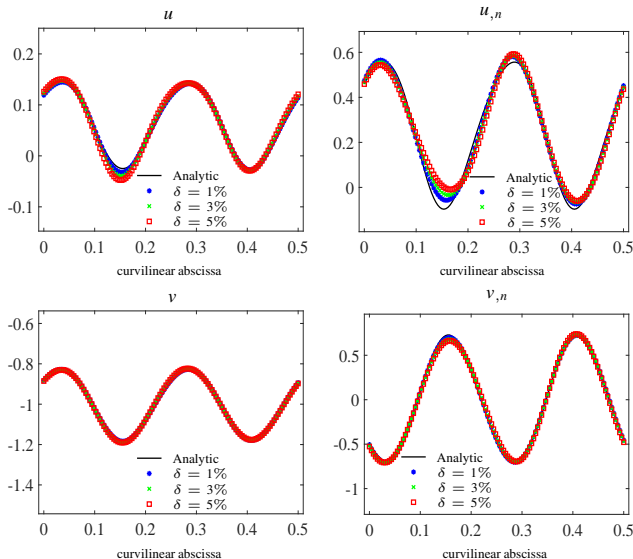 u
0.2
0.1
0
-0.1
Analytic
δ = 1%
δ = 3%
δ = 5%
0 0.1 0.2 0.3 0.4 0.5
curvilinear abscissa
u,n
0.6
0.4
0.2
0
Analytic
δ = 1%
δ = 3%
δ = 5%
0 0.1 0.2 0.3 0.4 0.5
curvilinear abscissa
v
-0.6
-0.8
-1
-1.2
-1.4
Analytic
δ = 1%
δ = 3%
δ = 5%
0 0.1 0.2 0.3 0.4 0.5
curvilinear abscissa
v,n
0.5
0
-0.5
-1
Analytic
δ = 1%
δ = 3%
δ = 5%
0 0.1 0.2 0.3 0.4 0.5
curvilinear abscissa